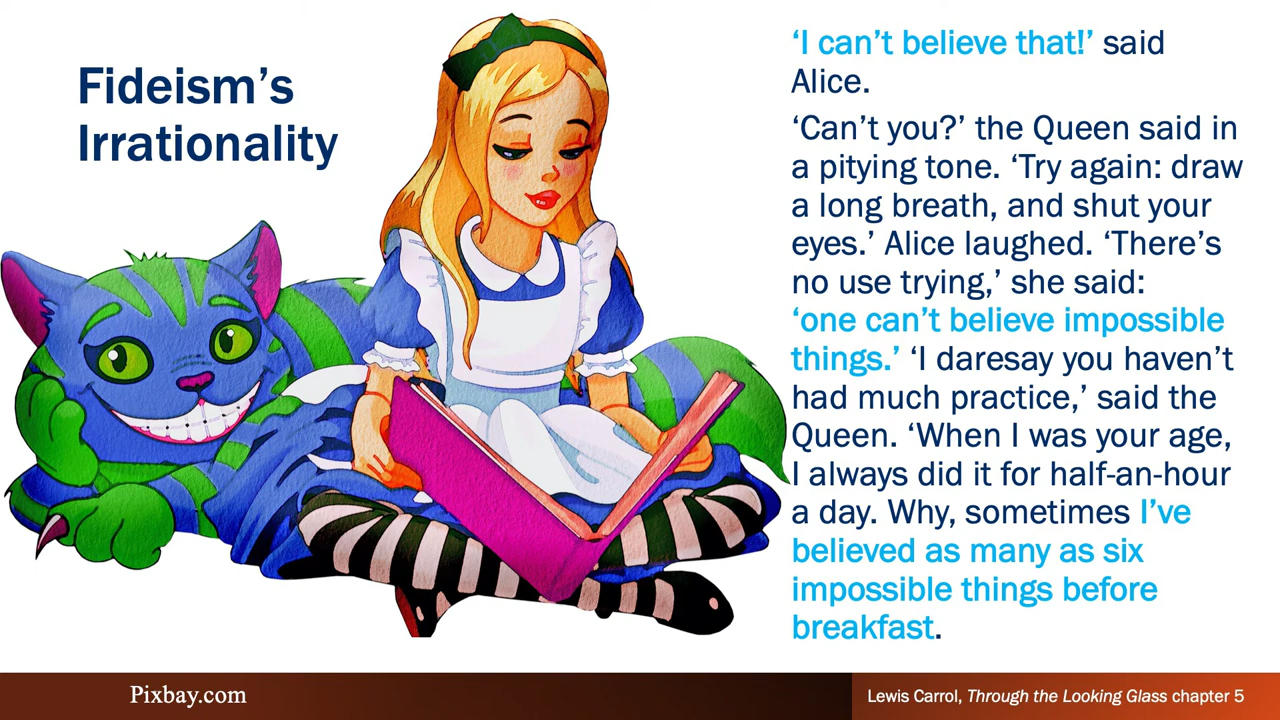 Fideism’s
Irrationality
‘I can’t believe that!’ said
Alice.
‘Can’t you?’ the Queen said in
a pitying tone. ‘Try again: draw
a long breath, and shut your
eyes.’ Alice laughed. ‘There’s
no use trying,’ she said:
‘one can’t believe impossible
things.’ ‘I daresay you haven’t
had much practice,’ said the
Queen. ‘When I was your age,
I always did it for half-an-hour
a day. Why, sometimes I’ve
believed as many as six
impossible things before
breakfast.
Pixbay.com
Lewis Carrol, Through the Looking Glass chapter 5